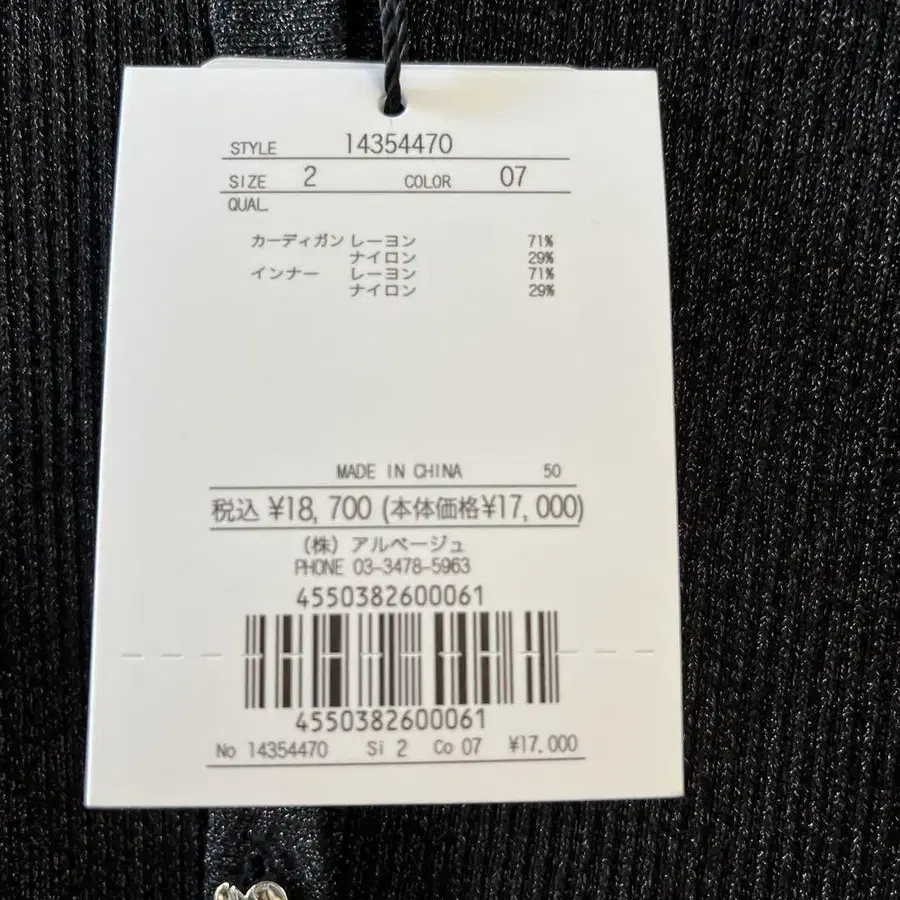 STYLE 14354470
SIZE 2 COLOR 07
QUAL.
カーディガン レーヨン 71%
ナイロン 29%
インナー レーヨン 71%
ナイロン 29%
MADE IN CHINA 50
税込 ¥18,700 (本体価格¥17,000)
(株) アルページュ
PHONE 03-3478-5963
4550382600061
4550382600061
No 14354470 Si 2 Co 07 ¥17.000